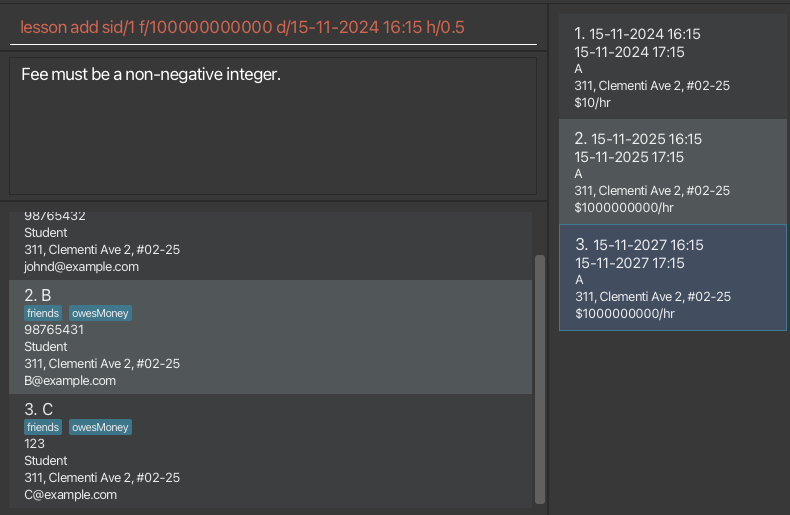 lesson add sid/1 f/100000000000 d/15-11-2024 16:15 h/0.5
Fee must be a non-negative integer.
98765432
Student
311, Clementi Ave 2, #02-25
johnd@example.com
2. B
friends owesMoney
98765431
Student
311, Clementi Ave 2, #02-25
B@example.com
3. C
friends owesMoney
123
Student
311, Clementi Ave 2, #02-25
C@example.com
1. 15-11-2024 16:15
15-11-2024 17:15
A
311, Clementi Ave 2, #02-25
$10/hr
2. 15-11-2025 16:15
15-11-2025 17:15
A
311, Clementi Ave 2, #02-25
$1000000000/hr
3. 15-11-2027 16:15
15-11-2027 17:15
A
311, Clementi Ave 2, #02-25
$1000000000/hr